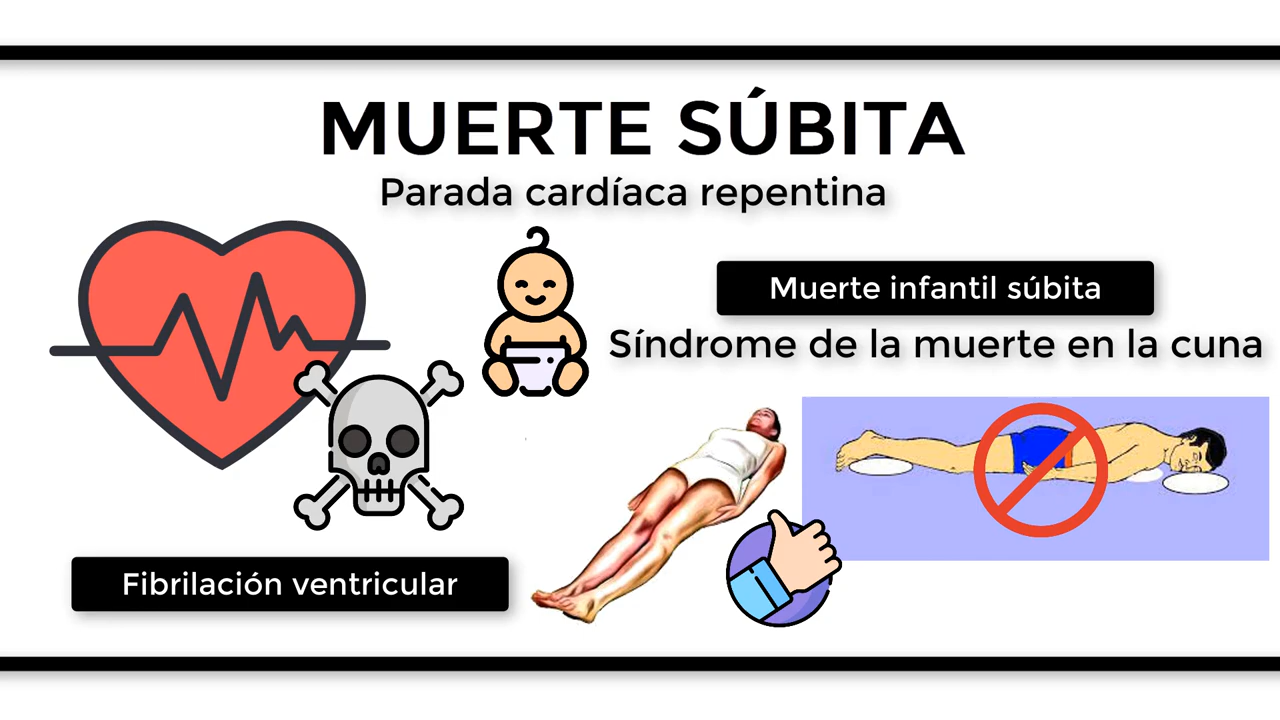 MUERTE SÚBITA
Parada cardíaca repentina
Muerte infantil súbita
Síndrome de la muerte en la cuna
Fibrilación ventricular